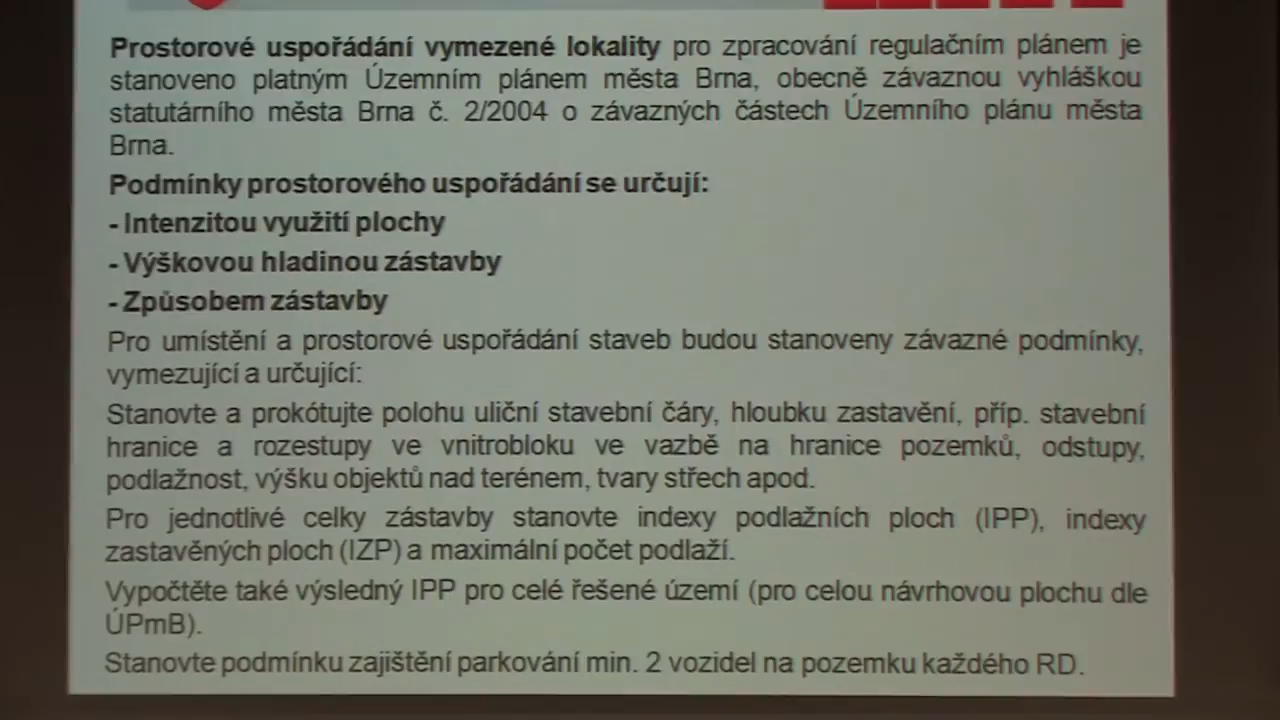 Prostorové uspořádání vymezené lokality pro zpracování regulačním plánem je
stanoveno platným Územním plánem města Brna, obecně závaznou vyhláškou
statutárního města Brna č. 2/2004 o závazných částech Územního plánu města
Brna.
Podmínky prostorového uspořádání se určují:
- Intenzitou využití plochy
- Výškovou hladinou zástavby
- Způsobem zástavby
Pro umístění a prostorové uspořádání staveb budou stanoveny závazné podmínky,
vymezující a určující:
Stanovte a prokótujte polohu uliční stavební čáry, hloubku zastavění, příp. stavební
hranice a rozestupy ve vnitrobloku ve vazbě na hranice pozemků, odstupy,
podlažnost, výšku objektů nad terénem, tvary střech apod.
Pro jednotlivé celky zástavby stanovte indexy podlažních ploch (IPP), indexy
zastavěných ploch (IZP) a maximální počet podlaží.
Vypočtěte také výsledný IPP pro celé řešené území (pro celou návrhovou plochu dle
ÚPmB).
Stanovte podmínku zajištění parkování min. 2 vozidel na pozemku každého RD.